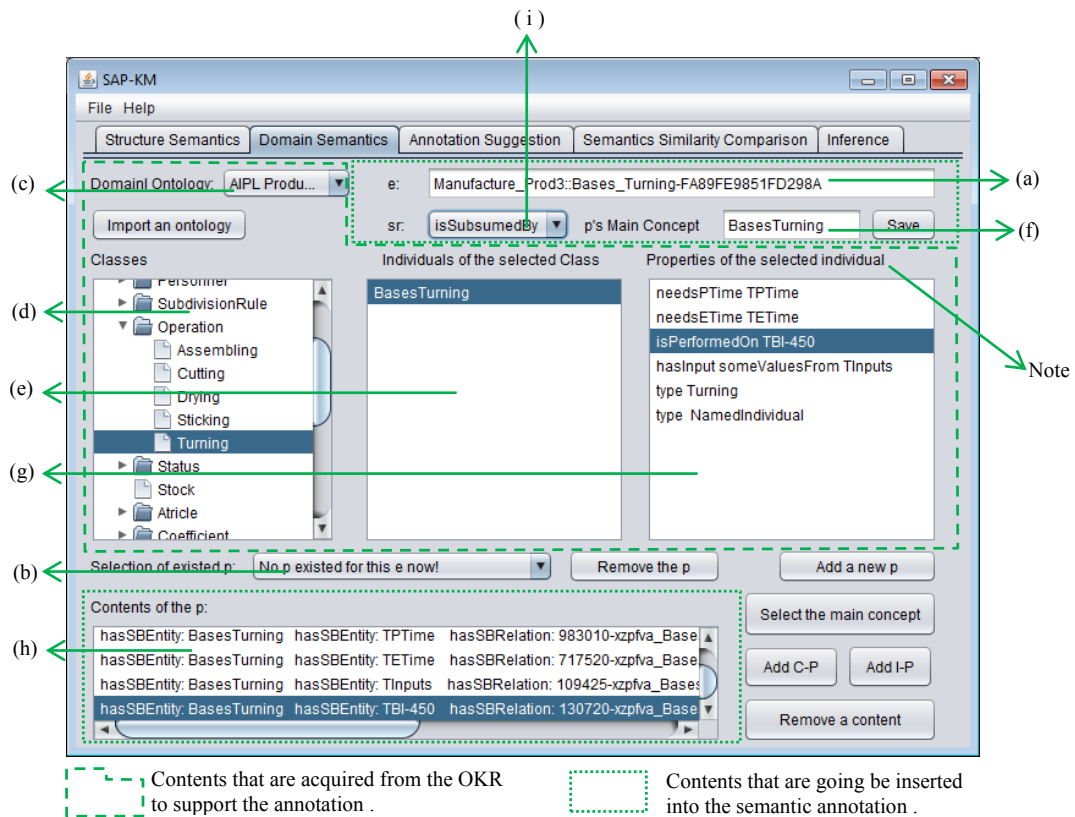 ( i )
SAP-KM
File Help
Structure Semantics Domain Semantics Annotation Suggestion Semantics Similarity Comparison Inference
(c)
DomainI Ontology: AIPL Produ...
e: Manufacture_Prod3::Bases_Turning-FA89FE9851FD298A
(a)
Import an ontology
sr: isSubsumedBy p's Main Concept BasesTurning Save
(f)
Classes
Individuals of the selected Class
Properties of the selected individual
(d)
Personnel
SubdivisionRule
Operation
Assembling
Cutting
Drying
Sticking
Turning
Status
Stock
Atricle
Coefficient
(e)
BasesTurning
needsPTime TPTime
needsETime TETime
isPerformedOn TBI-450
hasInput someValuesFrom TInputs
type Turning
type NamedIndividual
Note
(g)
(b)
Selection of existed p: No p existed for this e now! Remove the p Add a new p
Contents of the p:
(h)
hasSBEntity: BasesTurning hasSBEntity: TPTime hasSBRelation: 983010-xzpfva_Base
hasSBEntity: BasesTurning hasSBEntity: TETime hasSBRelation: 717520-xzpfva_Base
hasSBEntity: BasesTurning hasSBEntity: TInputs hasSBRelation: 109425-xzpfva_Bases
hasSBEntity: BasesTurning hasSBEntity: TBI-450 hasSBRelation: 130720-xzpfva_Base
Select the main concept
Add C-P Add I-P
Remove a content
Contents that are acquired from the OKR
to support the annotation .
Contents that are going be inserted
into the semantic annotation .